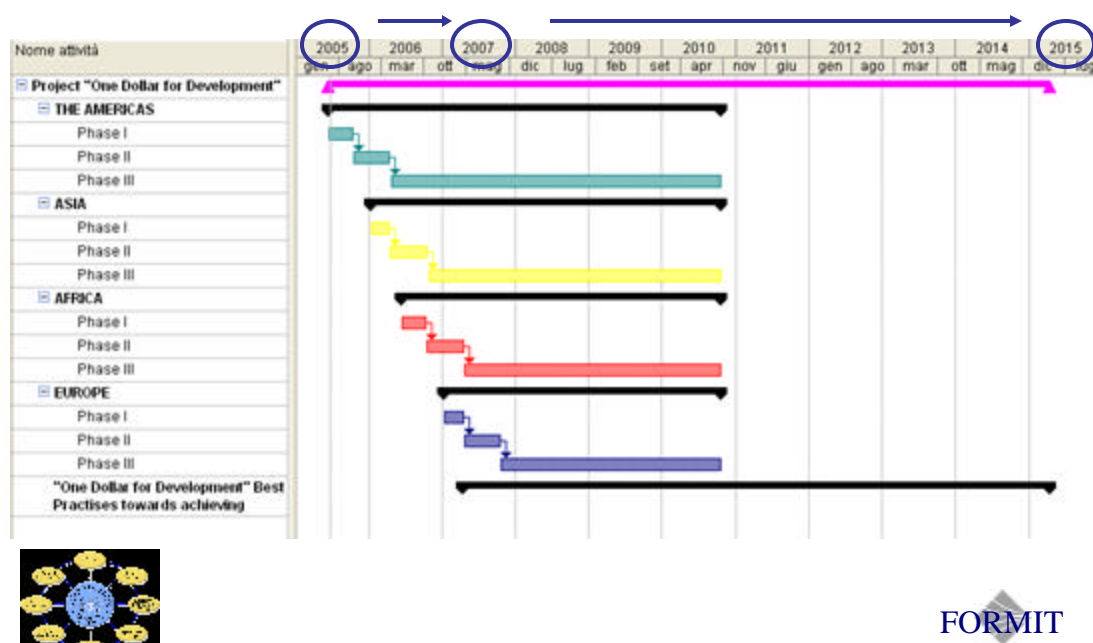 Nome attività
2005 2006 2007 2008 2009 2010 2011 2012 2013 2014 2015
gen ago mar ott mag dic lug feb set apr nov giu gen ago mar ott mag dic lug
Project "One Dollar for Development"
THE AMERICAS
Phase I
Phase II
Phase III
ASIA
Phase I
Phase II
Phase III
AFRICA
Phase I
Phase II
Phase III
EUROPE
Phase I
Phase II
Phase III
"One Dollar for Development" Best
Practises towards achieving
FORMIT